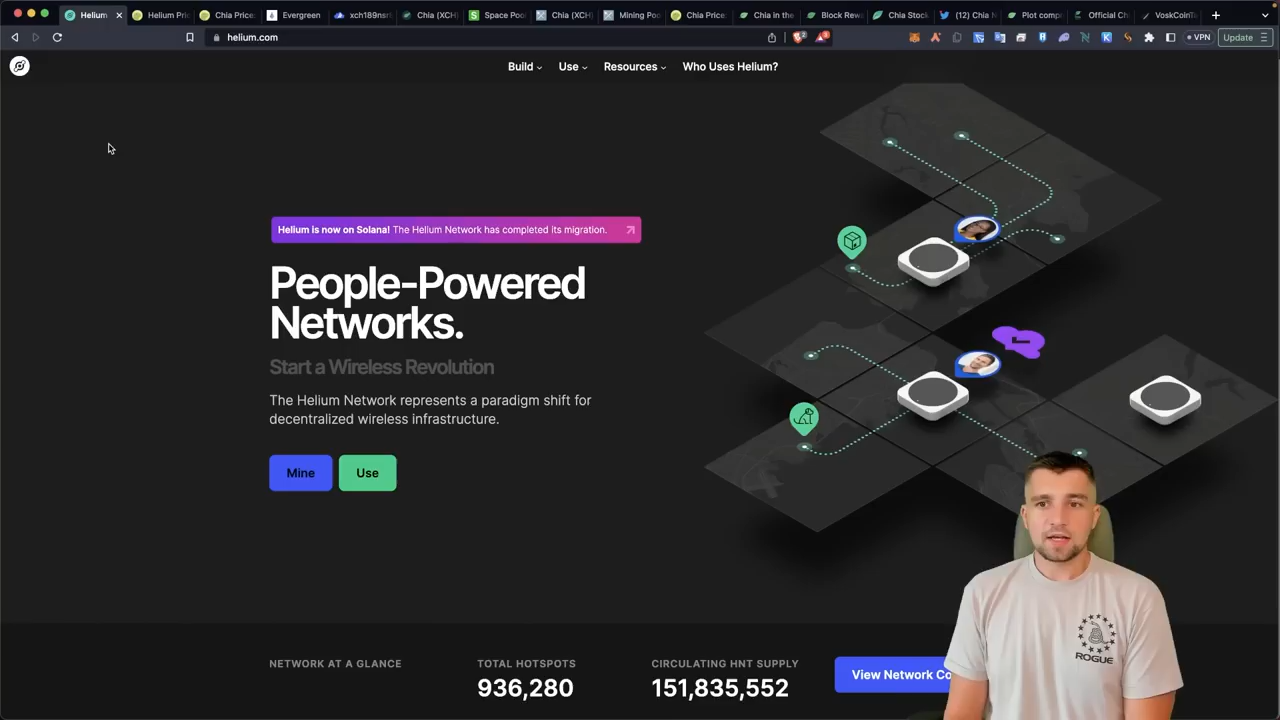 Helium
Helium Pric
Chia Price
Evergreen
xch189nsr
Chia (XCH
Space Poo
Chia (XCH
Mining Poo
Chia Price
Chia in the
Block Rewa
Chia Stock
(12) Chia N
Plot comp
Official Ch
VoskCoinTa
helium.com
VPN
Update
Build
Use
Resources
Who Uses Helium?
Helium is now on Solana! The Helium Network has completed its migration.
People-Powered
Networks.
Start a Wireless Revolution
The Helium Network represents a paradigm shift for
decentralized wireless infrastructure.
Mine
Use
ROGUE
NETWORK AT A GLANCE
TOTAL HOTSPOTS
936,280
CIRCULATING HNT SUPPLY
151,835,552
View Network Co